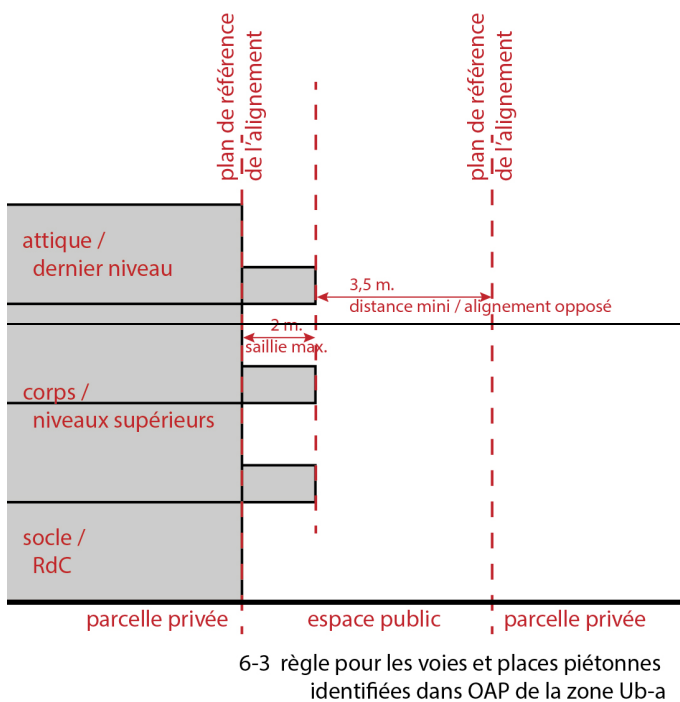 plan de référence
de l'alignement
plan de référence
de l'alignement
attique /
dernier niveau
3,5 m.
distance mini / alignement opposé
2 m.
saillie max.
corps /
niveaux supérieurs
socle /
RdC
parcelle privée
espace public
parcelle privée
6-3 règle pour les voies et places piétonnes
identifiées dans OAP de la zone Ub-a